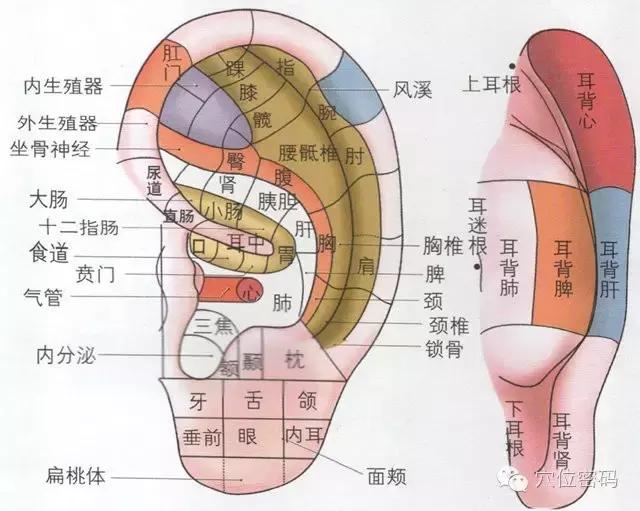 肛门
内生殖器
外生殖器
坐骨神经
尿道
大肠
直肠
十二指肠
食道
贲门
气管
内分泌
踝
指
膝
腕
髋
腰骶椎
肘
臀
腹
肾
胰胆
小肠
肝
口
耳中
胃
胸
肩
心
肺
三焦
额
颞
枕
牙
舌
颌
垂前
眼
内耳
扁桃体
面颊
风溪
胸椎
脾
颈
颈椎
锁骨
上耳根
耳背心
耳迷根
耳背肺
耳背脾
耳背肝
下耳根
耳背肾
穴位密码